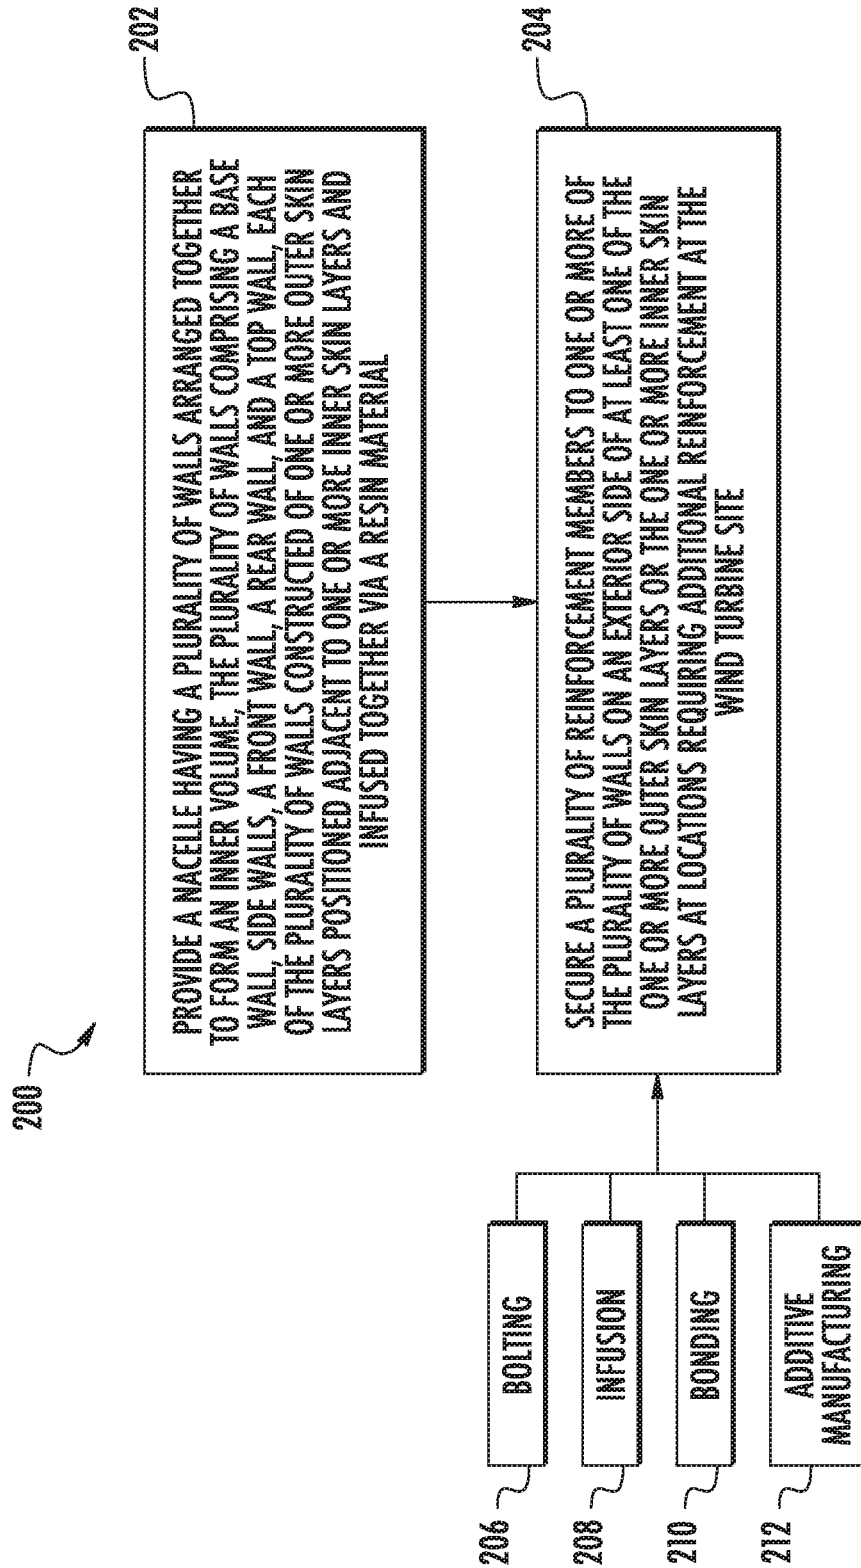 200
202
PROVIDE A NACELLE HAVING A PLURALITY OF WALLS ARRANGED TOGETHER
TO FORM AN INNER VOLUME, THE PLURALITY OF WALLS COMPRISING A BASE
WALL, SIDE WALLS, A FRONT WALL, A REAR WALL, AND A TOP WALL, EACH
OF THE PLURALITY OF WALLS CONSTRUCTED OF ONE OR MORE OUTER SKIN
LAYERS POSITIONED ADJACENT TO ONE OR MORE INNER SKIN LAYERS AND
INFUSED TOGETHER VIA A RESIN MATERIAL
204
SECURE A PLURALITY OF REINFORCEMENT MEMBERS TO ONE OR MORE OF
THE PLURALITY OF WALLS ON AN EXTERIOR SIDE OF AT LEAST ONE OF THE
ONE OR MORE OUTER SKIN LAYERS OR THE ONE OR MORE INNER SKIN
LAYERS AT LOCATIONS REQUIRING ADDITIONAL REINFORCEMENT AT THE
WIND TURBINE SITE
206
BOLTING
208
INFUSION
210
BONDING
212
ADDITIVE
MANUFACTURING